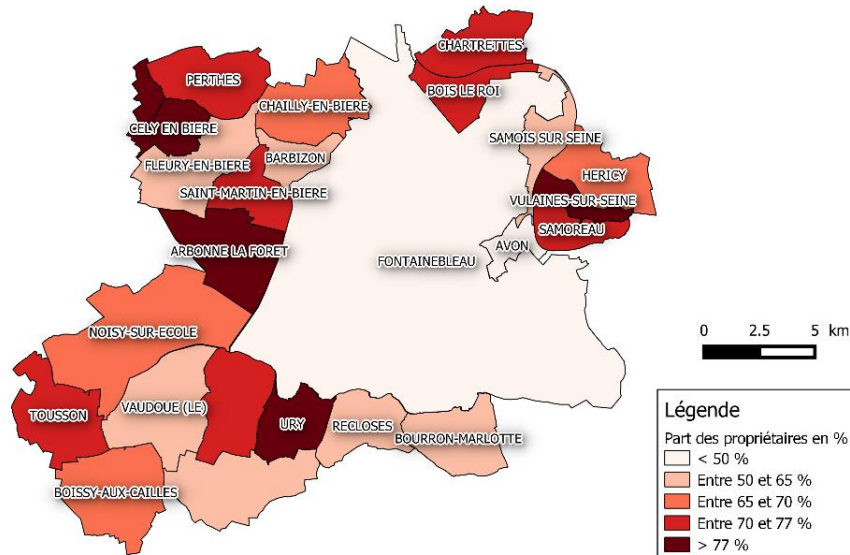 CHARTRETTES
PERTHES
BOIS LE ROI
CHAILLY-EN-BIERE
CELY EN BIERE
SAMOIS SUR SEINE
BARBIZON
FLEURY-EN-BIERE
HERICY
SAINT-MARTIN-EN-BIERE
VULAINES-SUR-SEINE
SAMOREAU
AVON
ARBONNE LA FORET
FONTAINEBLEAU
NOISY-SUR-ECOLE
0 2.5 5 km
VAUDOUE (LE)
TOUSSON
URY
RECLOSES
BOURRON-MARLOTTE
BOISSY-AUX-CAILLES
Légende
Part des propriétaires en %
< 50 %
Entre 50 et 65 %
Entre 65 et 70 %
Entre 70 et 77 %
> 77 %